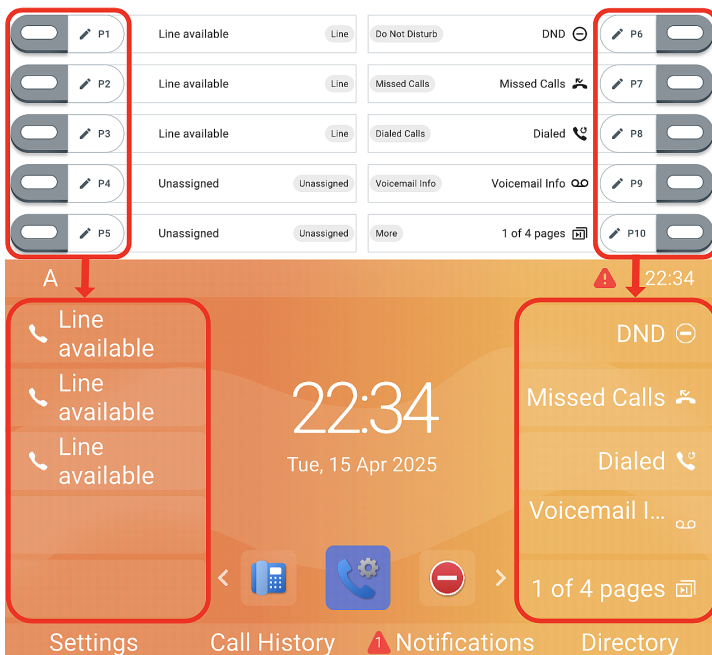 P1 Line available Line Do Not Disturb DND P6
P2 Line available Line Missed Calls Missed Calls P7
P3 Line available Line Dialed Calls Dialed P8
P4 Unassigned Unassigned Voicemail Info Voicemail Info P9
P5 Unassigned Unassigned More 1 of 4 pages P10
A 22:34
Line
available
Line
available
Line
available
22:34
Tue, 15 Apr 2025
DND
Missed Calls
Dialed
Voicemail I...
1 of 4 pages
Settings Call History 1 Notifications Directory